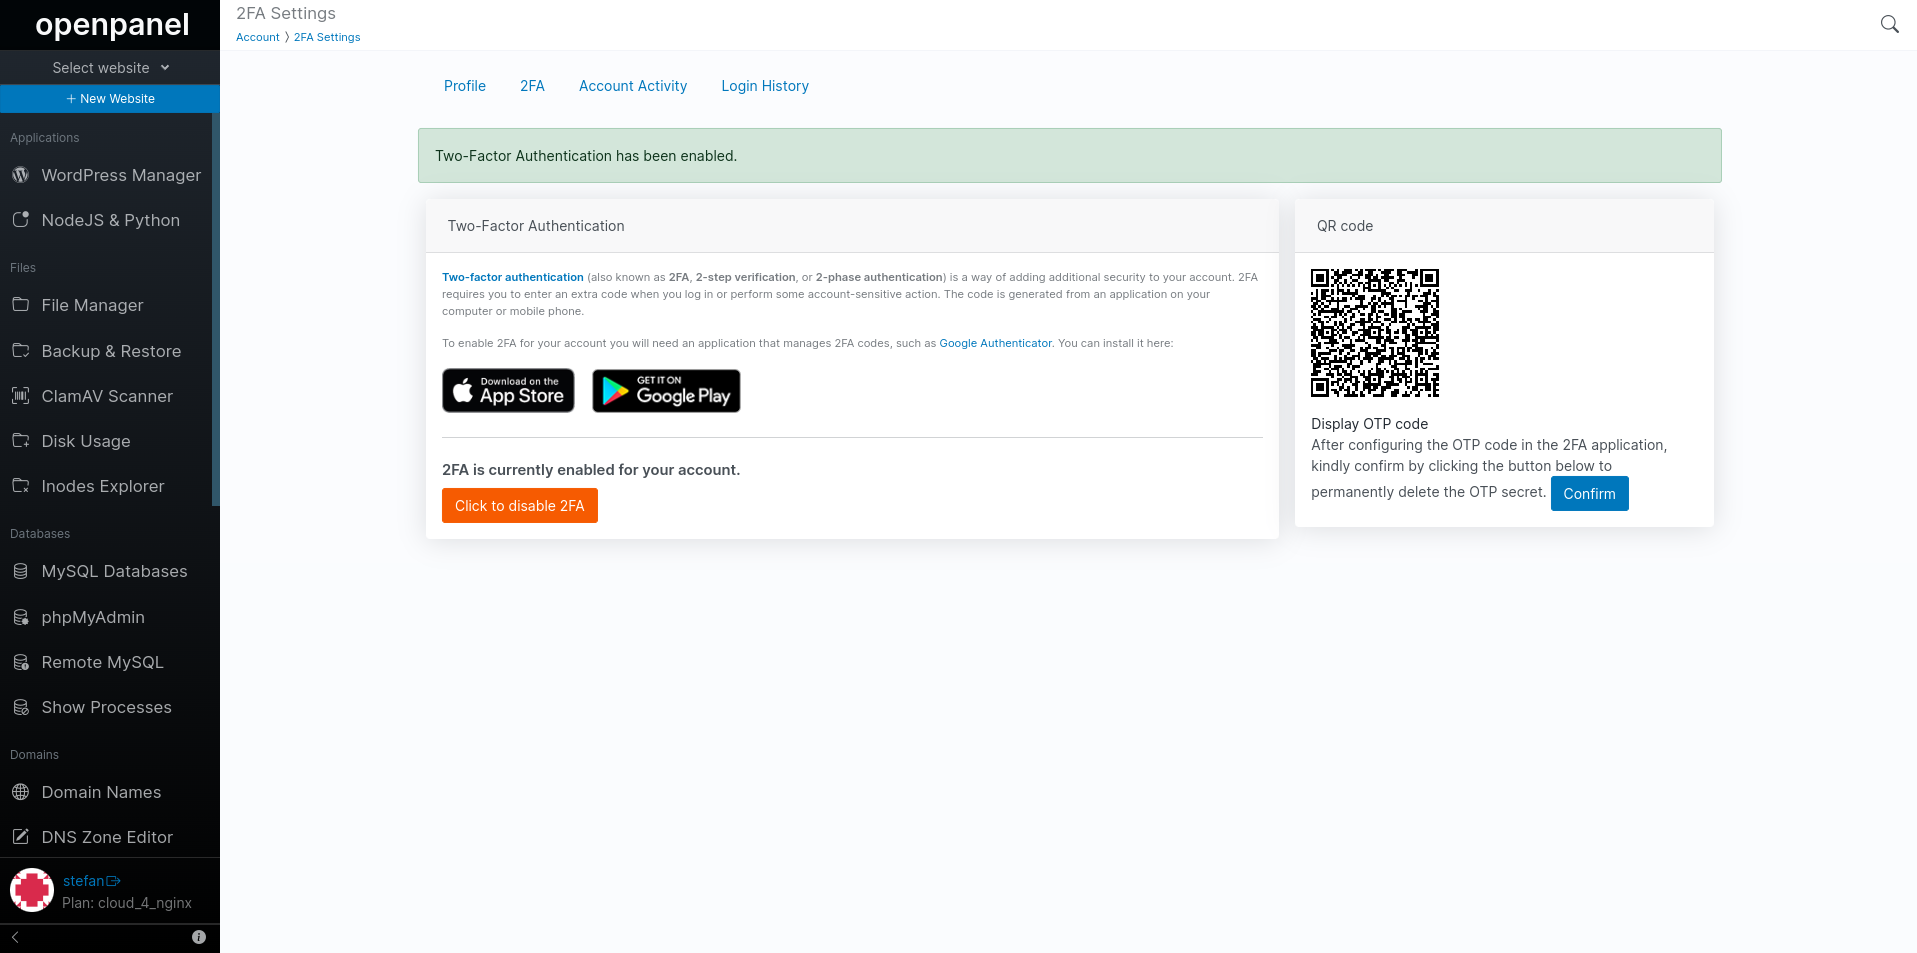 openpanel
Select website
+ New Website
Applications
WordPress Manager
NodeJS & Python
Files
File Manager
Backup & Restore
ClamAV Scanner
Disk Usage
Inodes Explorer
Databases
MySQL Databases
phpMyAdmin
Remote MySQL
Show Processes
Domains
Domain Names
DNS Zone Editor
stefan
Plan: cloud_4_nginx
2FA Settings
Account 〉 2FA Settings
Profile 2FA Account Activity Login History
Two-Factor Authentication has been enabled.
Two-Factor Authentication
Two-factor authentication (also known as 2FA, 2-step verification, or 2-phase authentication) is a way of adding additional security to your account. 2FA
requires you to enter an extra code when you log in or perform some account-sensitive action. The code is generated from an application on your
computer or mobile phone.
To enable 2FA for your account you will need an application that manages 2FA codes, such as Google Authenticator. You can install it here:
Download on the
App Store
GET IT ON
Google Play
2FA is currently enabled for your account.
Click to disable 2FA
QR code
Display OTP code
After configuring the OTP code in the 2FA application,
kindly confirm by clicking the button below to
permanently delete the OTP secret. Confirm